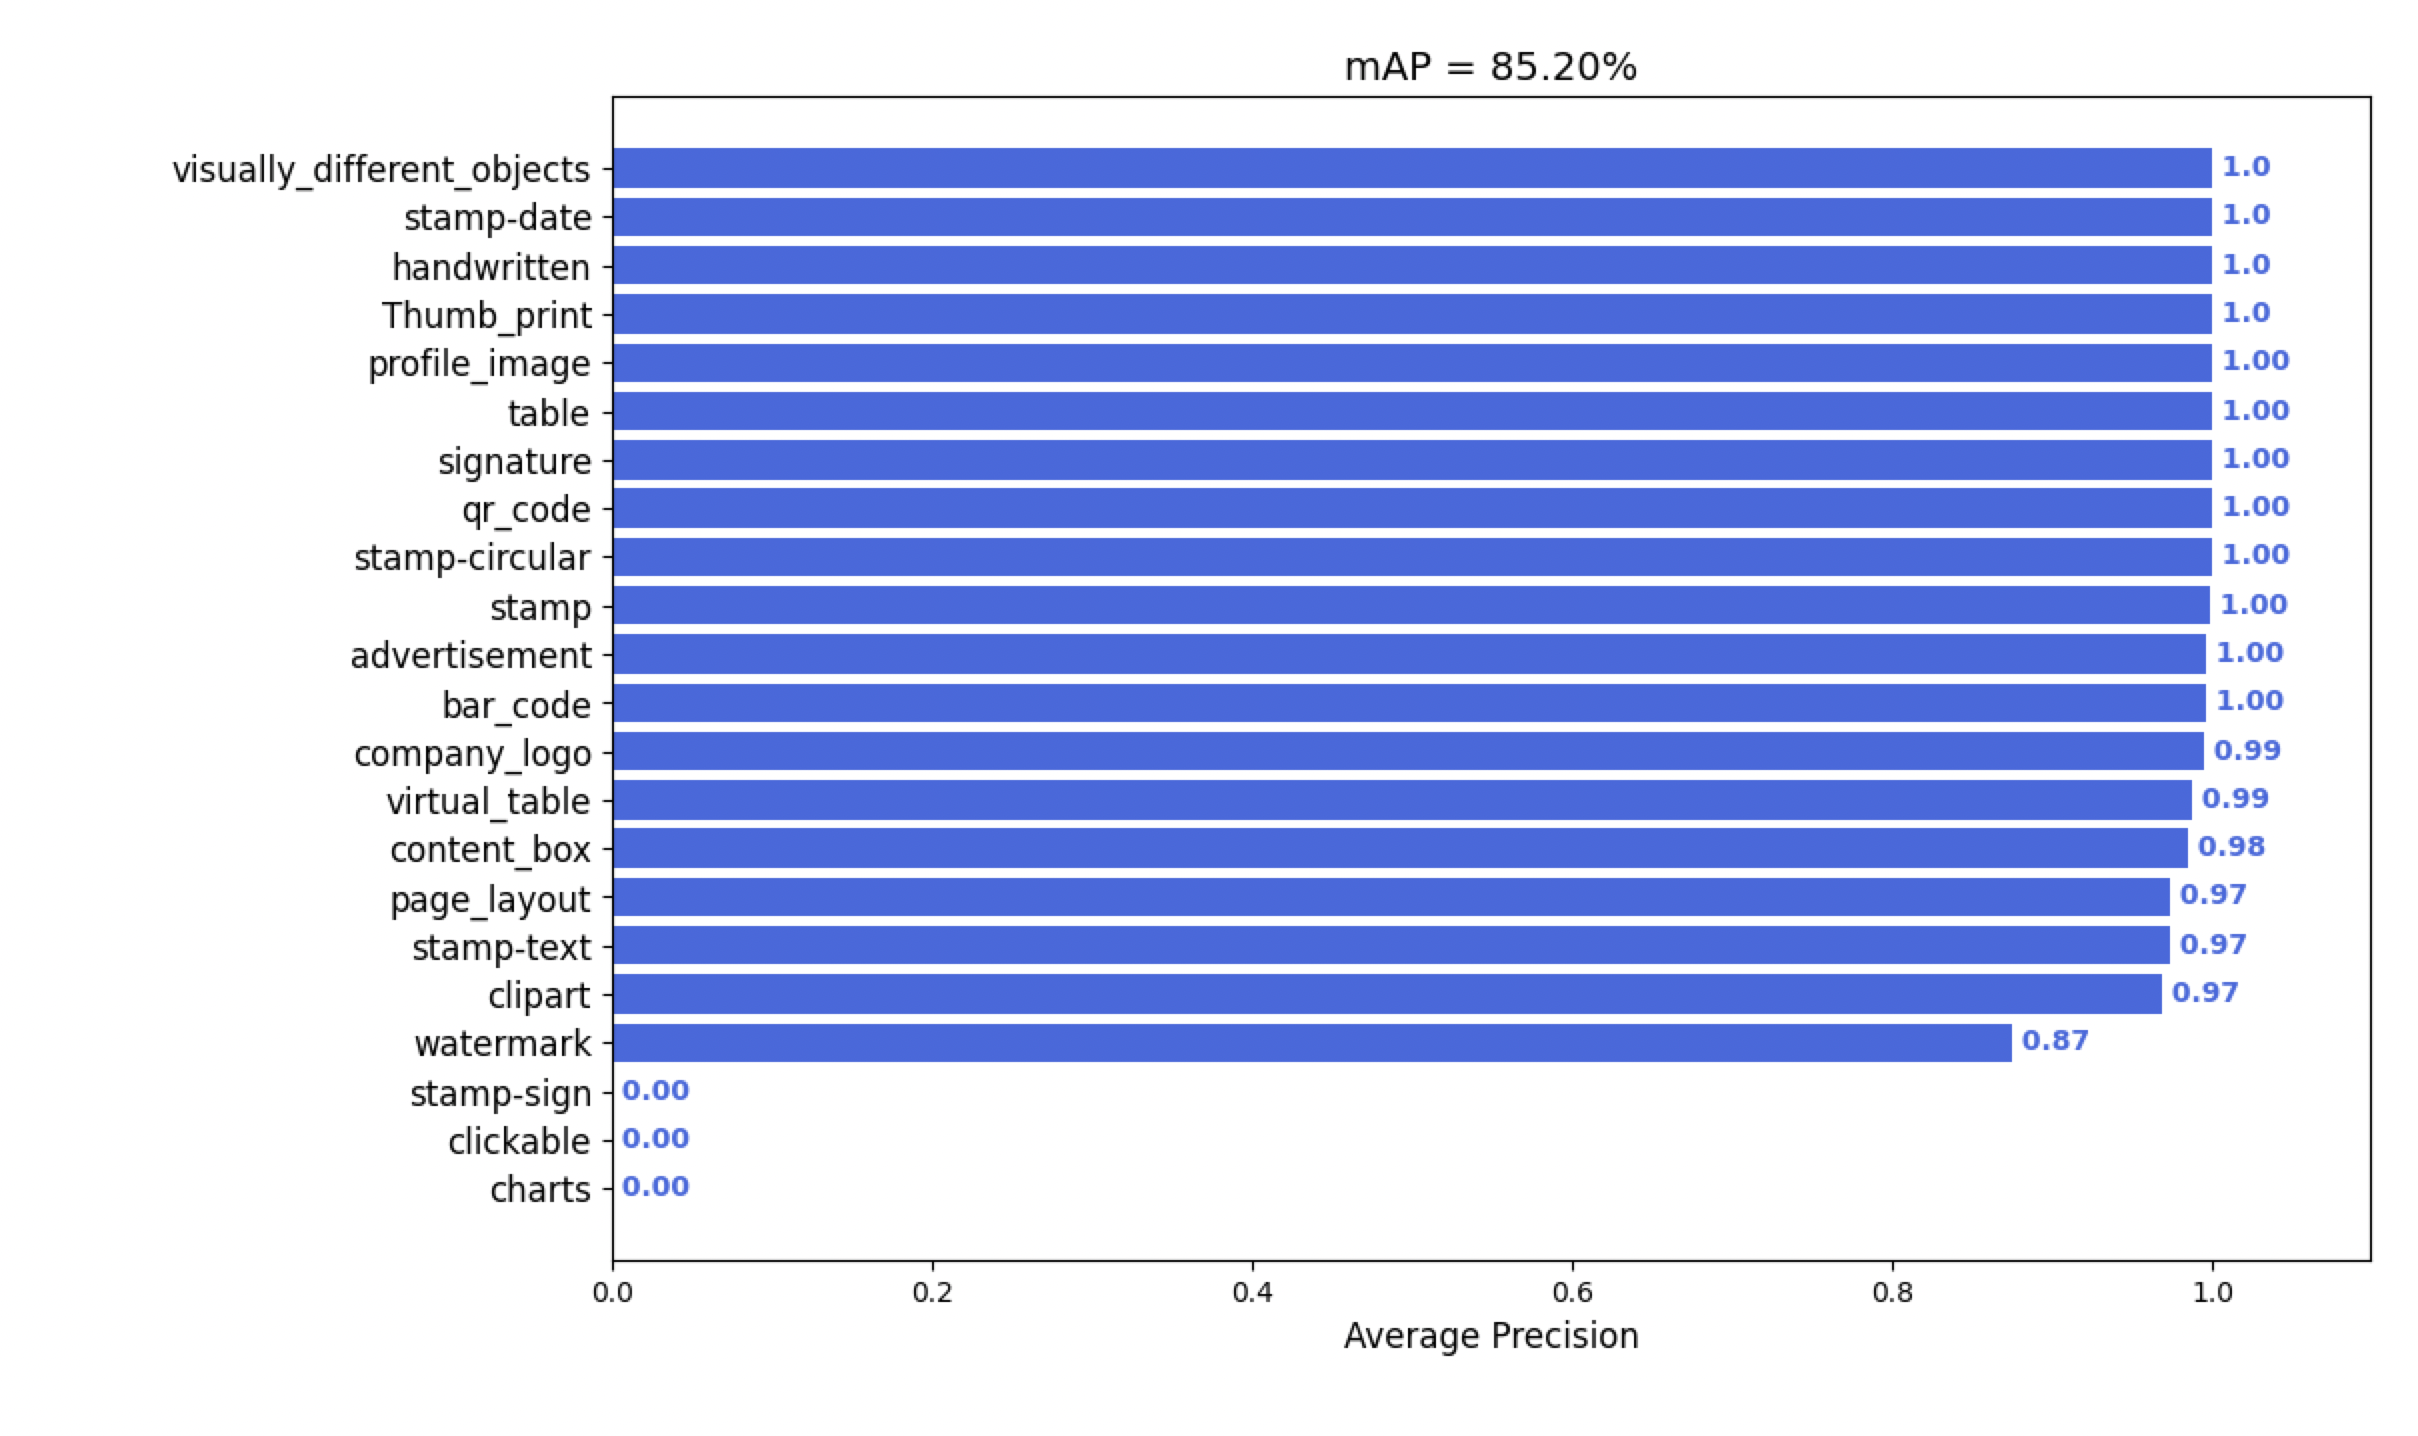 mAP = 85.20%
visually_different_objects 1.0
stamp-date 1.0
handwritten 1.0
Thumb_print 1.0
profile_image 1.00
table 1.00
signature 1.00
qr_code 1.00
stamp-circular 1.00
stamp 1.00
advertisement 1.00
bar_code 1.00
company_logo 0.99
virtual_table 0.99
content_box 0.98
page_layout 0.97
stamp-text 0.97
clipart 0.97
watermark 0.87
stamp-sign 0.00
clickable 0.00
charts 0.00
0.0 0.2 0.4 0.6 0.8 1.0
Average Precision